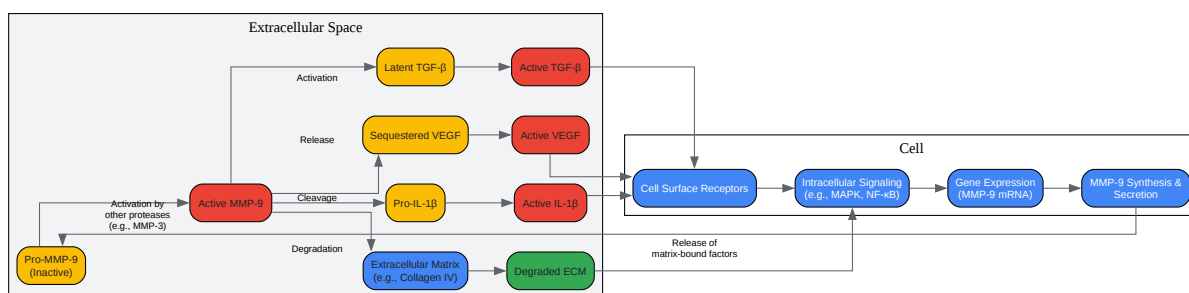 Extracellular Space
Latent TGF-β
Active TGF-β
Activation
Sequestered VEGF
Active VEGF
Release
Cell
Cell Surface Receptors
Intracellular Signaling
(e.g., MAPK, NF-κB)
Gene Expression
(MMP-9 mRNA)
MMP-9 Synthesis &
Secretion
Active MMP-9
Cleavage
Pro-IL-1β
Active IL-1β
Activation by
other proteases
(e.g., MMP-3)
Pro-MMP-9
(Inactive)
Degradation
Extracellular Matrix
(e.g., Collagen IV)
Degraded ECM
Release of
matrix-bound factors